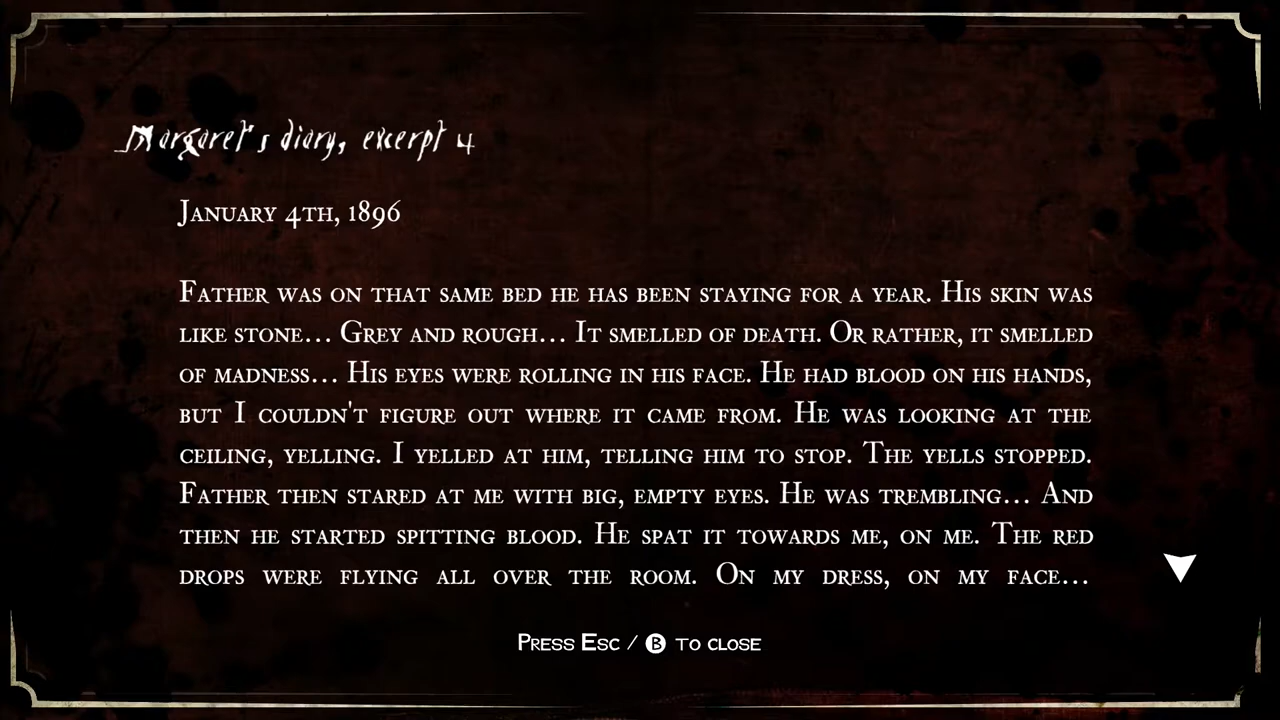 Margaret's diary, excerpt 4
January 4th, 1896
Father was on that same bed he has been staying for a year. His skin was
like stone... Grey and rough... It smelled of death. Or rather, it smelled
of madness... His eyes were rolling in his face. He had blood on his hands,
but I couldn't figure out where it came from. He was looking at the
ceiling, yelling. I yelled at him, telling him to stop. The yells stopped.
Father then stared at me with big, empty eyes. He was trembling... And
then he started spitting blood. He spat it towards me, on me. The red
drops were flying all over the room. On my dress, on my face...
Press Esc / B to close